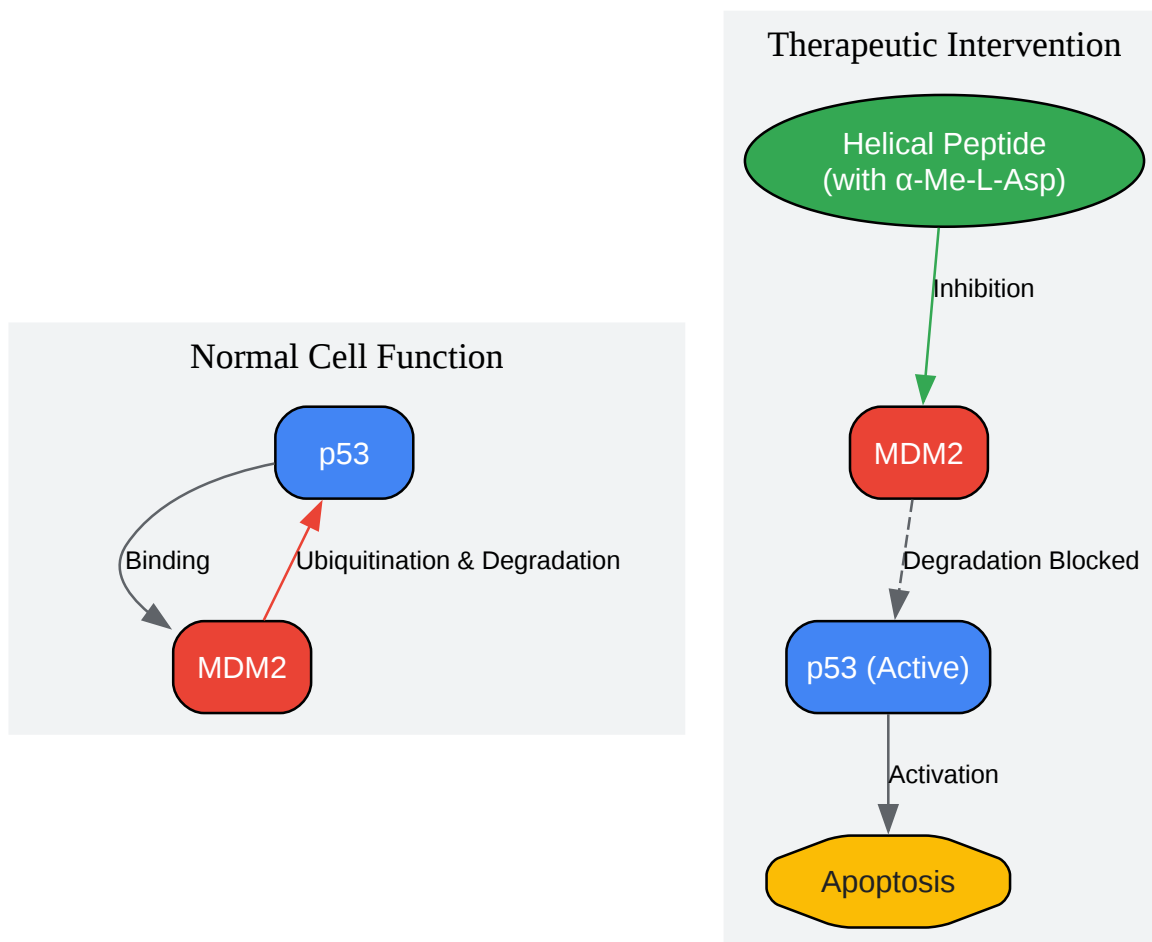 Normal Cell Function
p53
Binding
Ubiquitination & Degradation
MDM2
Therapeutic Intervention
Helical Peptide
(with α-Me-L-Asp)
Inhibition
MDM2
Degradation Blocked
p53 (Active)
Activation
Apoptosis